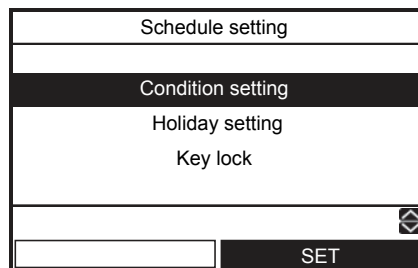 Schedule setting
Condition setting
Holiday setting
Key lock
SET